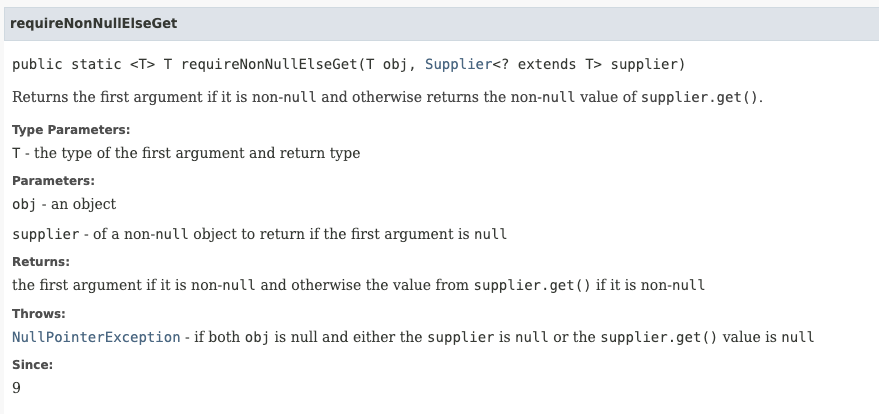 requireNonNullElseGet
public static <T> T requireNonNullElseGet(T obj, Supplier<? extends T> supplier)
Returns the first argument if it is non-null and otherwise returns the non-null value of supplier.get().
Type Parameters:
T - the type of the first argument and return type
Parameters:
obj - an object
supplier - of a non-null object to return if the first argument is null
Returns:
the first argument if it is non-null and otherwise the value from supplier.get() if it is non-null
Throws:
NullPointerException - if both obj is null and either the supplier is null or the supplier.get() value is null
Since:
9